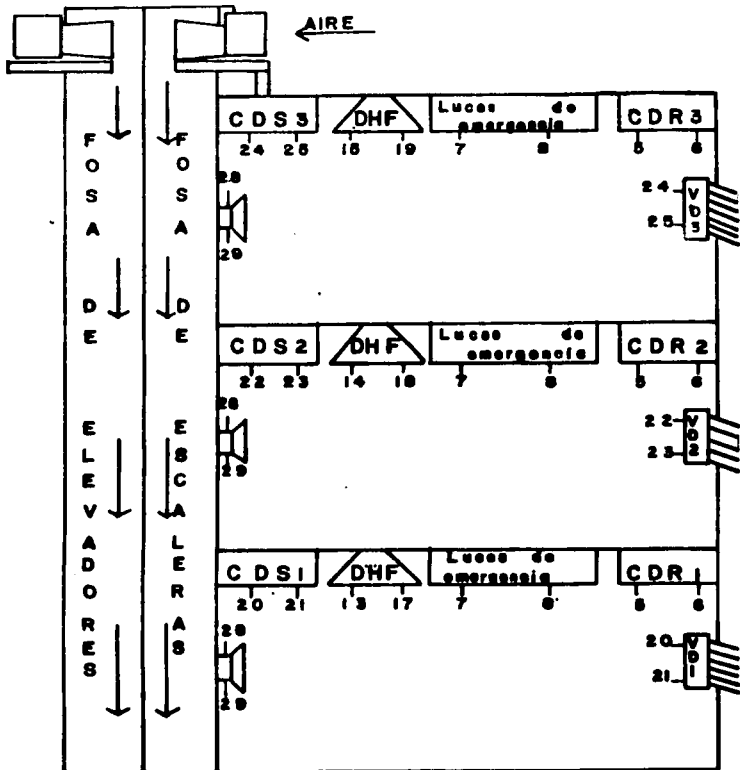 AIRE
FOSA DE ELEVADORES
FOSA DE ESCALERAS
CDS3
DHF
Luces de
emergencia
CDR3
24 25 15 19 7 8 5 6
28
29
24
25
VD3
CDS2
DHF
Luces de
emergencia
CDR2
22 23 14 18 7 8 5 6
28
29
22
23
VD2
CDS1
DHF
Luces de
emergencia
CDR1
20 21 13 17 7 8 5 6
28
29
20
21
VD1